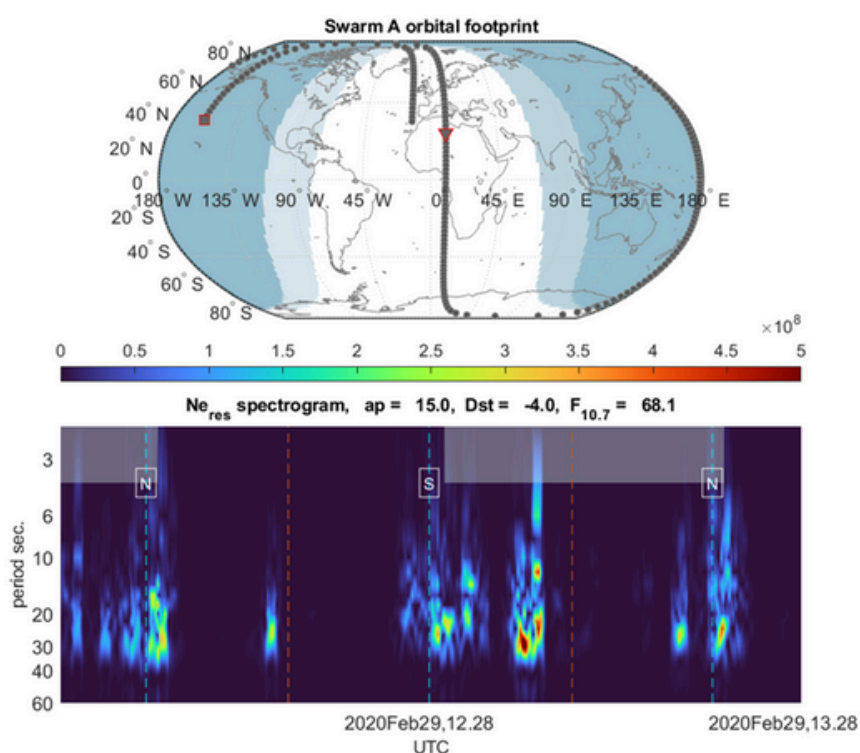 Swarm A orbital footprint
80° N
60° N
40° N
20° N
0°
180° W 135° W 90° W 45° W 0° 45° E 90° E 135° E 180° E
20° S
40° S
60° S
80° S
×10⁸
0 0.5 1 1.5 2 2.5 3 3.5 4 4.5 5
Ne_res spectrogram, ap = 15.0, Dst = -4.0, F_10.7 = 68.1
3
N S N
6
10
period sec.
20
30
40
60
2020Feb29,12.28 2020Feb29,13.28
UTC